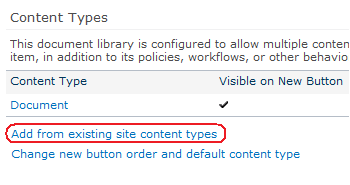 Content Types
This document library is configured to allow multiple conten
item, in addition to its policies, workflows, or other behavio
Content Type Visible on New Button
Document
Add from existing site content types
Change new button order and default content type